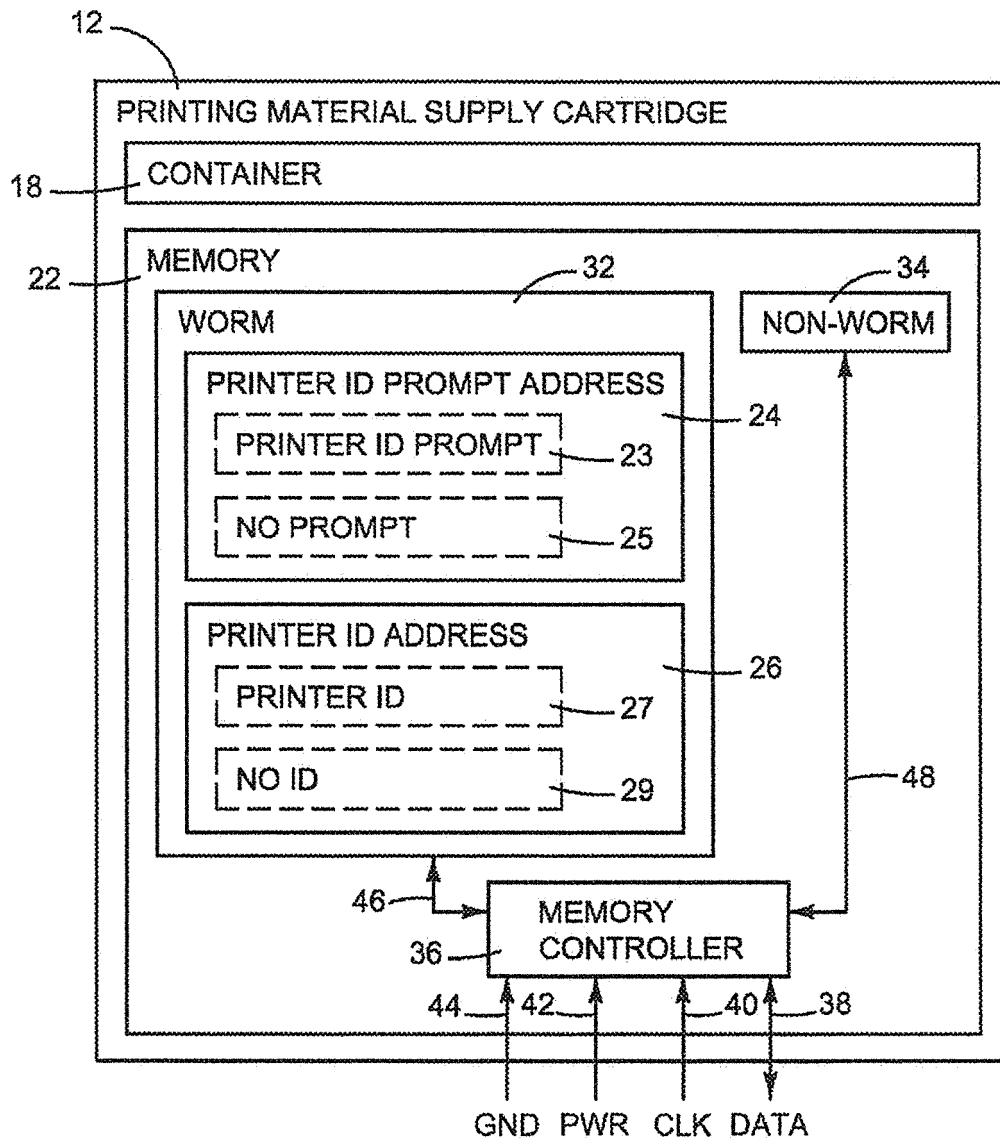 12
PRINTING MATERIAL SUPPLY CARTRIDGE
CONTAINER
18
MEMORY
22
32
34
WORM
NON-WORM
PRINTER ID PROMPT ADDRESS
24
PRINTER ID PROMPT
23
NO PROMPT
25
PRINTER ID ADDRESS
26
PRINTER ID
27
NO ID
29
48
46
MEMORY
CONTROLLER
36
44 42 40 38
GND PWR CLK DATA